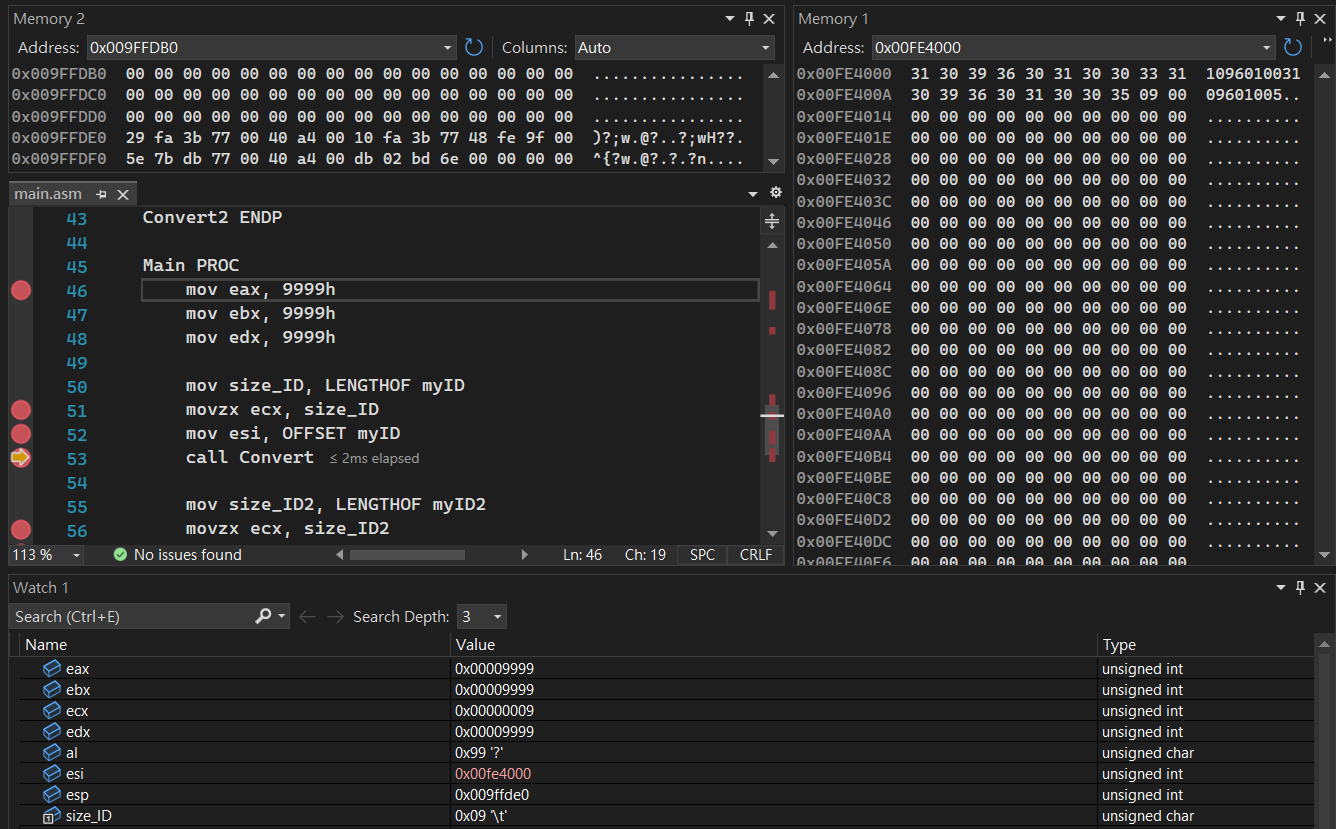 Memory 2
Address: 0x009FFDB0 Columns: Auto
0x009FFDB0 00 00 00 00 00 00 00 00 00 00 00 00 00 00 00 00 ................
0x009FFDC0 00 00 00 00 00 00 00 00 00 00 00 00 00 00 00 00 ................
0x009FFDD0 00 00 00 00 00 00 00 00 00 00 00 00 00 00 00 00 ................
0x009FFDE0 29 fa 3b 77 00 40 a4 00 10 fa 3b 77 48 fe 9f 00 )?;w.@?..?;wH??.
0x009FFDF0 5e 7b db 77 00 40 a4 00 db 02 bd 6e 00 00 00 00 ^{?w.@?.?.?n....
main.asm
43 Convert2 ENDP
44
45 Main PROC
46 mov eax, 9999h
47 mov ebx, 9999h
48 mov edx, 9999h
49
50 mov size_ID, LENGTHOF myID
51 movzx ecx, size_ID
52 mov esi, OFFSET myID
53 call Convert ≤ 2ms elapsed
54
55 mov size_ID2, LENGTHOF myID2
56 movzx ecx, size_ID2
113 % No issues found Ln: 46 Ch: 19 SPC CRLF
Memory 1
Address: 0x00FE4000
0x00FE4000 31 30 39 36 30 31 30 30 33 31 1096010031
0x00FE400A 30 39 36 30 31 30 30 35 09 00 09601005..
0x00FE4014 00 00 00 00 00 00 00 00 00 00 ..........
0x00FE401E 00 00 00 00 00 00 00 00 00 00 ..........
0x00FE4028 00 00 00 00 00 00 00 00 00 00 ..........
0x00FE4032 00 00 00 00 00 00 00 00 00 00 ..........
0x00FE403C 00 00 00 00 00 00 00 00 00 00 ..........
0x00FE4046 00 00 00 00 00 00 00 00 00 00 ..........
0x00FE4050 00 00 00 00 00 00 00 00 00 00 ..........
0x00FE405A 00 00 00 00 00 00 00 00 00 00 ..........
0x00FE4064 00 00 00 00 00 00 00 00 00 00 ..........
0x00FE406E 00 00 00 00 00 00 00 00 00 00 ..........
0x00FE4078 00 00 00 00 00 00 00 00 00 00 ..........
0x00FE4082 00 00 00 00 00 00 00 00 00 00 ..........
0x00FE408C 00 00 00 00 00 00 00 00 00 00 ..........
0x00FE4096 00 00 00 00 00 00 00 00 00 00 ..........
0x00FE40A0 00 00 00 00 00 00 00 00 00 00 ..........
0x00FE40AA 00 00 00 00 00 00 00 00 00 00 ..........
0x00FE40B4 00 00 00 00 00 00 00 00 00 00 ..........
0x00FE40BE 00 00 00 00 00 00 00 00 00 00 ..........
0x00FE40C8 00 00 00 00 00 00 00 00 00 00 ..........
0x00FE40D2 00 00 00 00 00 00 00 00 00 00 ..........
0x00FE40DC 00 00 00 00 00 00 00 00 00 00 ..........
0x00FE40E6 00 00 00 00 00 00 00 00 00 00 ..........
Watch 1
Search (Ctrl+E) Search Depth: 3
Name Value Type
eax 0x00009999 unsigned int
ebx 0x00009999 unsigned int
ecx 0x00000009 unsigned int
edx 0x00009999 unsigned int
al 0x99 '?' unsigned char
esi 0x00fe4000 unsigned int
esp 0x009ffde0 unsigned int
size_ID 0x09 '\t' unsigned char